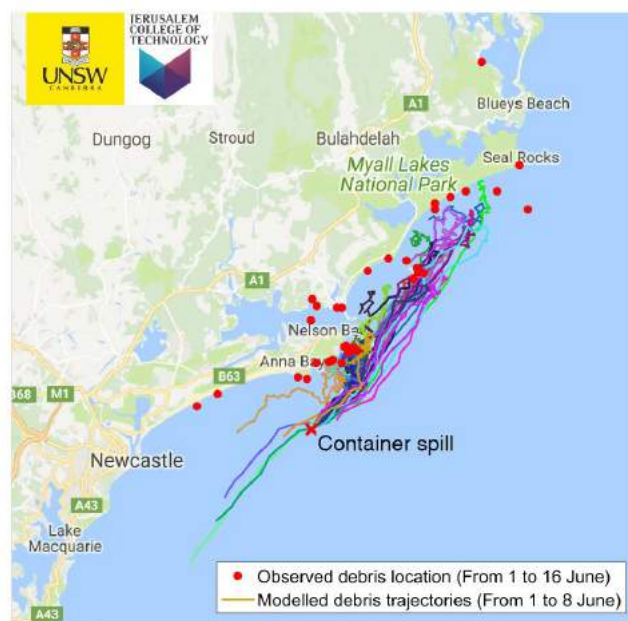 UNSW
CANBERRA
JERUSALEM
COLLEGE OF
TECHNOLOGY
A1
Blueys Beach
Dungog
Stroud
Bulahdelah
Seal Rocks
Myall Lakes
National Park
A1
Nelson Ba
Anna Bay
B63
M1
B68
Container spill
Newcastle
A43
Lake
Macquarie
A43
Observed debris location (From 1 to 16 June)
Modelled debris trajectories (From 1 to 8 June)